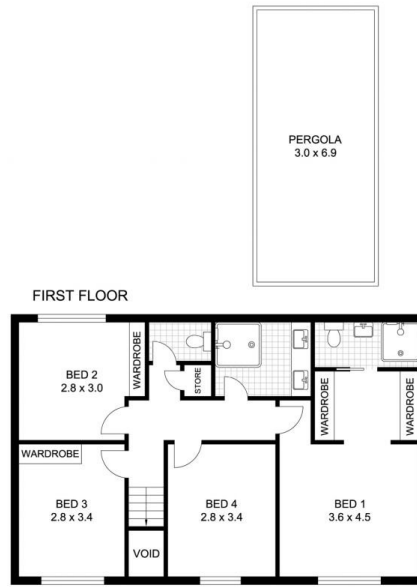 PERGOLA
3.0 x 6.9
FIRST FLOOR
BED 2
2.8 x 3.0
WARDROBE
STORE
WARDROBE
WARDROBE
WARDROBE
BED 3
2.8 x 3.4
BED 4
2.8 x 3.4
BED 1
3.6 x 4.5
VOID